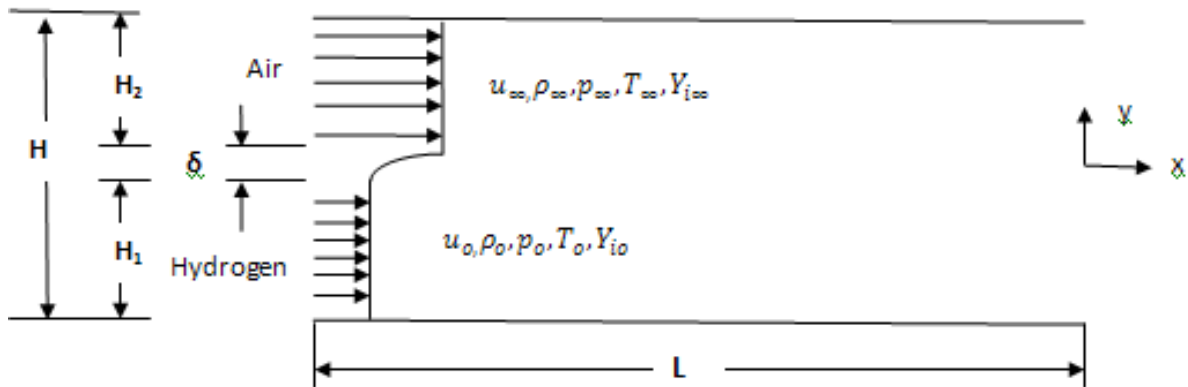 Air
H₂
u∞,ρ∞,p∞,T∞,Yi∞
y
H
δ
x
H₁
uo,ρo,po,To,Yio
Hydrogen
L